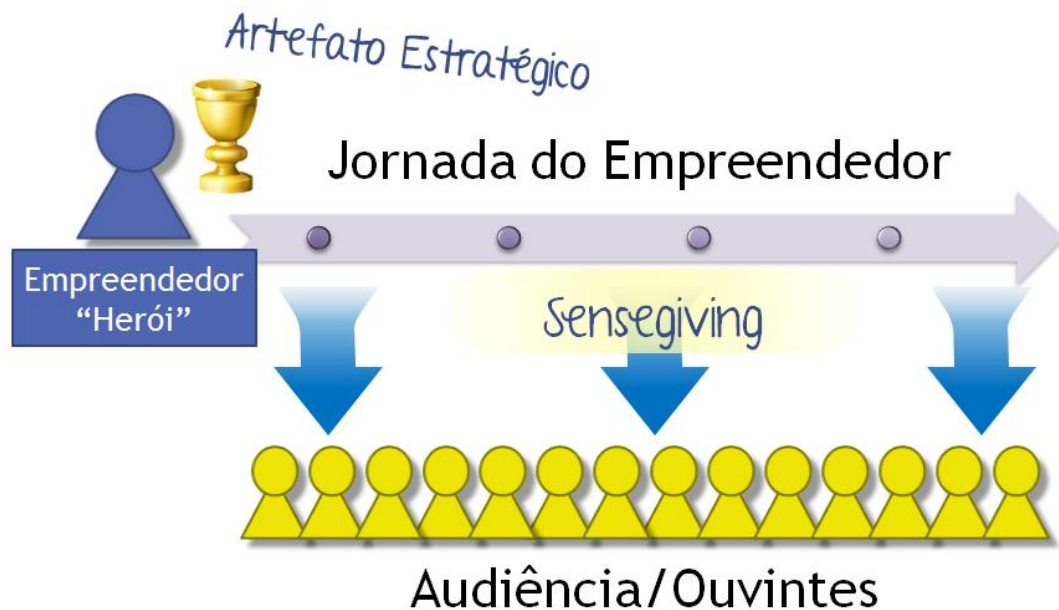 Artefato Estratégico
Jornada do Empreendedor
Empreendedor
“Herói”
Sensegiving
Audiência/Ouvintes